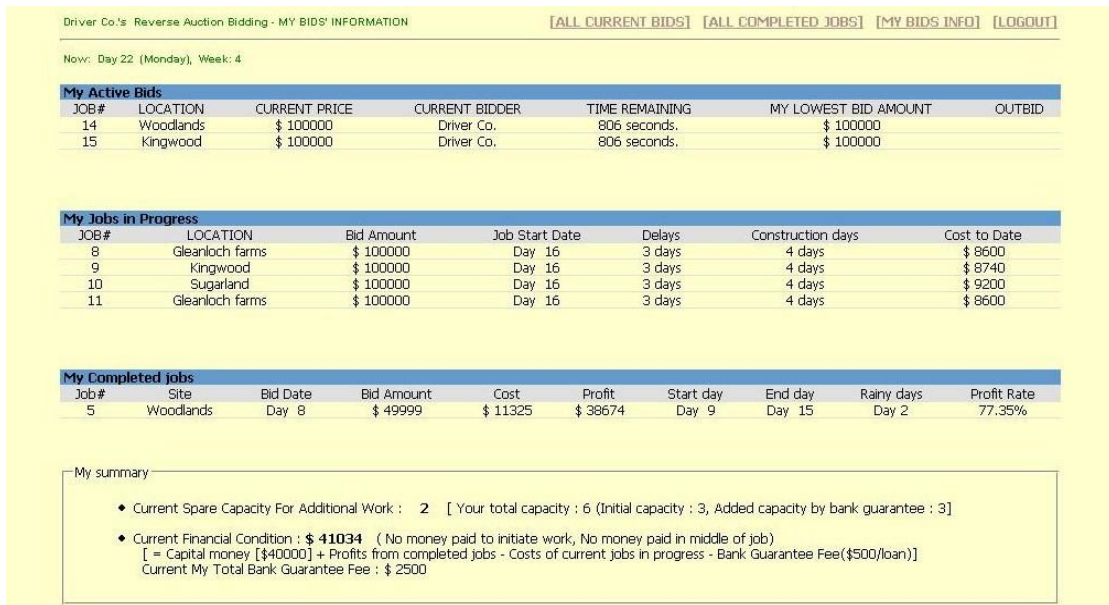 Driver Co.'s Reverse Auction Bidding - MY BIDS' INFORMATION [ALL CURRENT BIDS] [ALL COMPLETED JOBS] [MY BIDS INFO] [LOGOUT]
Now: Day 22 (Monday), Week: 4
My Active Bids
JOB# LOCATION CURRENT PRICE CURRENT BIDDER TIME REMAINING MY LOWEST BID AMOUNT OUTBID
14 Woodlands $ 100000 Driver Co. 806 seconds. $ 100000
15 Kingwood $ 100000 Driver Co. 806 seconds. $ 100000
My Jobs in Progress
JOB# LOCATION Bid Amount Job Start Date Delays Construction days Cost to Date
8 Gleanloch farms $ 100000 Day 16 3 days 4 days $ 8600
9 Kingwood $ 100000 Day 16 3 days 4 days $ 8740
10 Sugarland $ 100000 Day 16 3 days 4 days $ 9200
11 Gleanloch farms $ 100000 Day 16 3 days 4 days $ 8600
My Completed jobs
Job# Site Bid Date Bid Amount Cost Profit Start day End day Rainy days Profit Rate
5 Woodlands Day 8 $ 49999 $ 11325 $ 38674 Day 9 Day 15 Day 2 77.35%
My summary
◆ Current Spare Capacity For Additional Work : 2 [ Your total capacity : 6 (Initial capacity : 3, Added capacity by bank guarantee : 3]
◆ Current Financial Condition : $ 41034 ( No money paid to initiate work, No money paid in middle of job)
[ = Capital money [$40000] + Profits from completed jobs - Costs of current jobs in progress - Bank Guarantee Fee($500/loan)]
Current My Total Bank Guarantee Fee : $ 2500